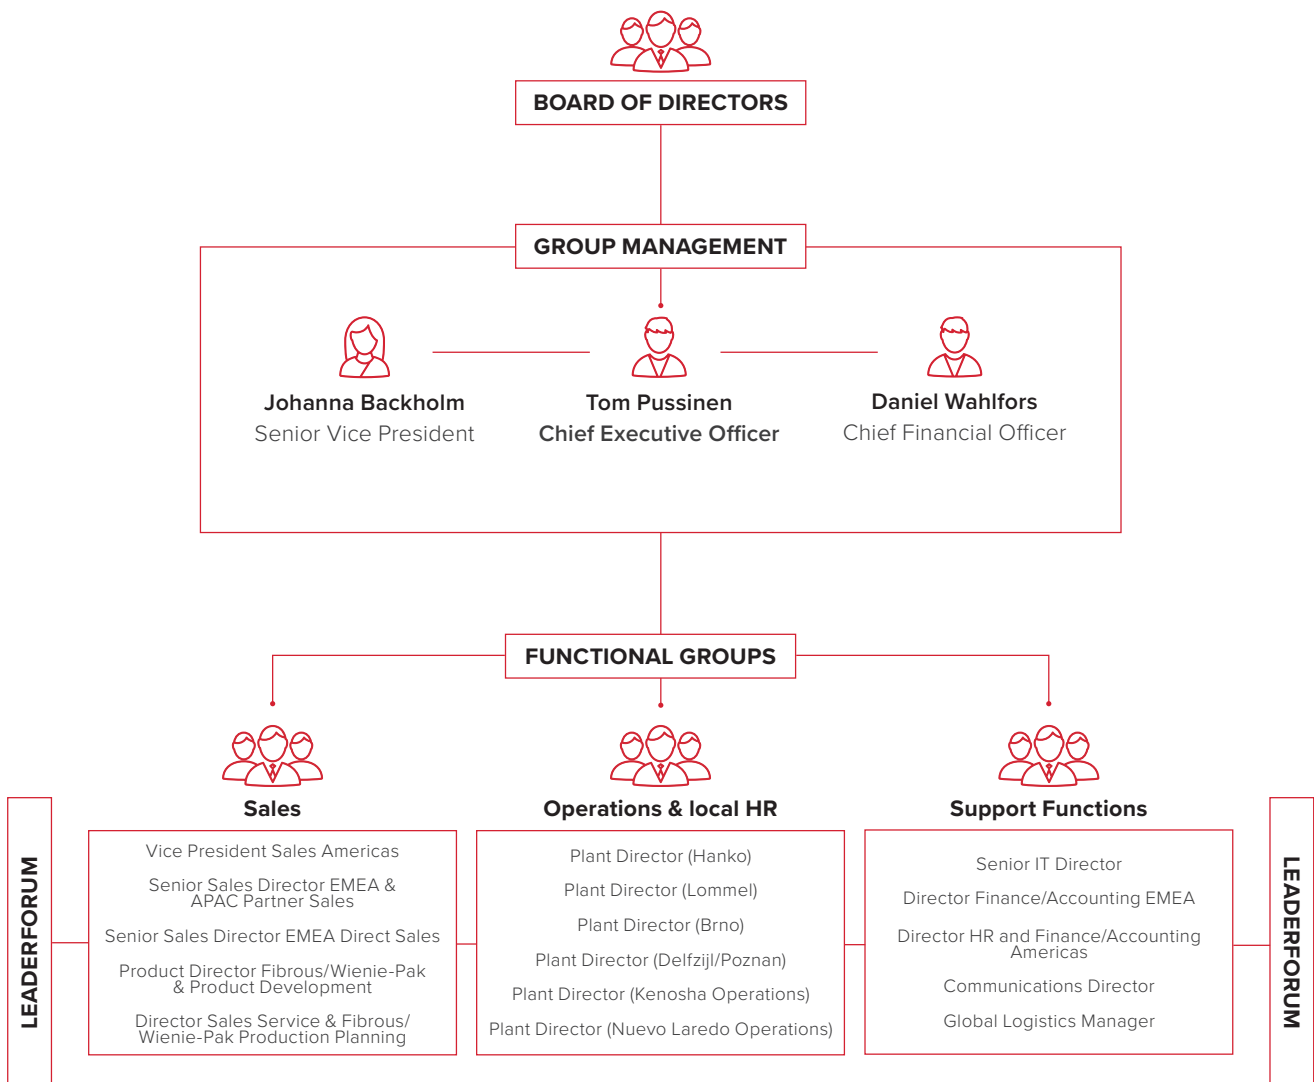 BOARD OF DIRECTORS
GROUP MANAGEMENT
Johanna Backholm
Senior Vice President
Tom Pussinen
Chief Executive Officer
Daniel Wahlfors
Chief Financial Officer
FUNCTIONAL GROUPS
LEADERFORUM
Sales
Vice President Sales Americas
Senior Sales Director EMEA &
APAC Partner Sales
Senior Sales Director EMEA Direct Sales
Product Director Fibrous/Wienie-Pak
& Product Development
Director Sales Service & Fibrous/
Wienie-Pak Production Planning
Operations & local HR
Plant Director (Hanko)
Plant Director (Lommel)
Plant Director (Brno)
Plant Director (Delfzijl/Poznan)
Plant Director (Kenosha Operations)
Plant Director (Nuevo Laredo Operations)
Support Functions
Senior IT Director
Director Finance/Accounting EMEA
Director HR and Finance/Accounting
Americas
Communications Director
Global Logistics Manager
LEADERFORUM